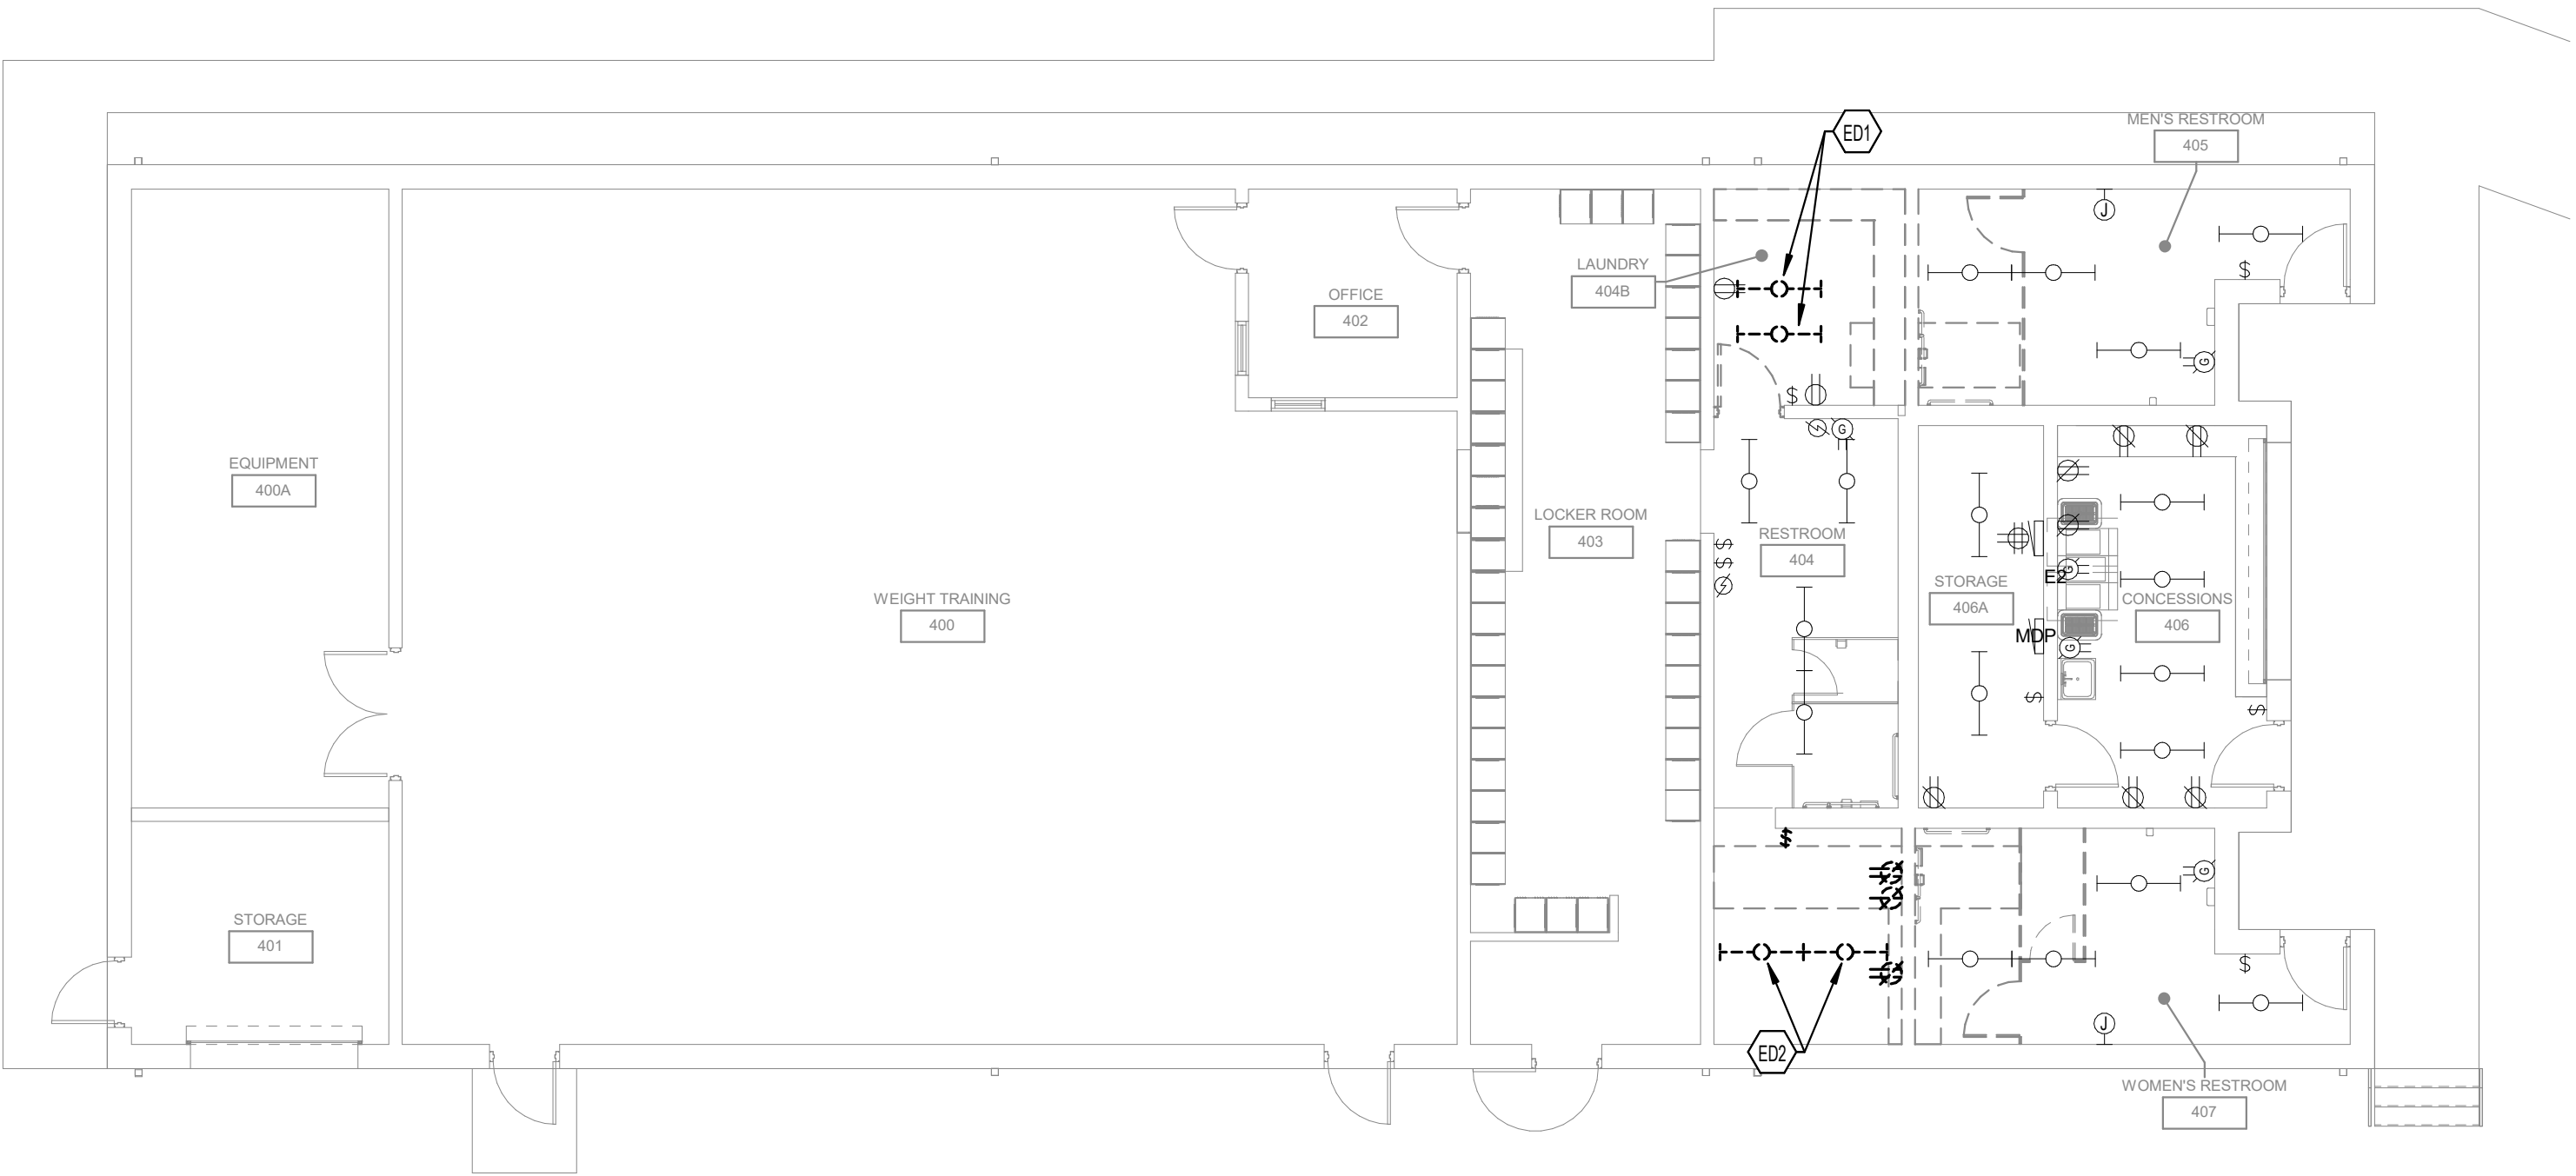 ED1
MEN'S RESTROOM
405
J
$
LAUNDRY
404B
OFFICE
402
G
$
G
EQUIPMENT
400A
LOCKER ROOM
403
RESTROOM
404
$
$
G
E2
STORAGE
406A
CONCESSIONS
406
WEIGHT TRAINING
400
MDP
G
$
$
$
G
STORAGE
401
$
J
ED2
WOMEN'S RESTROOM
407